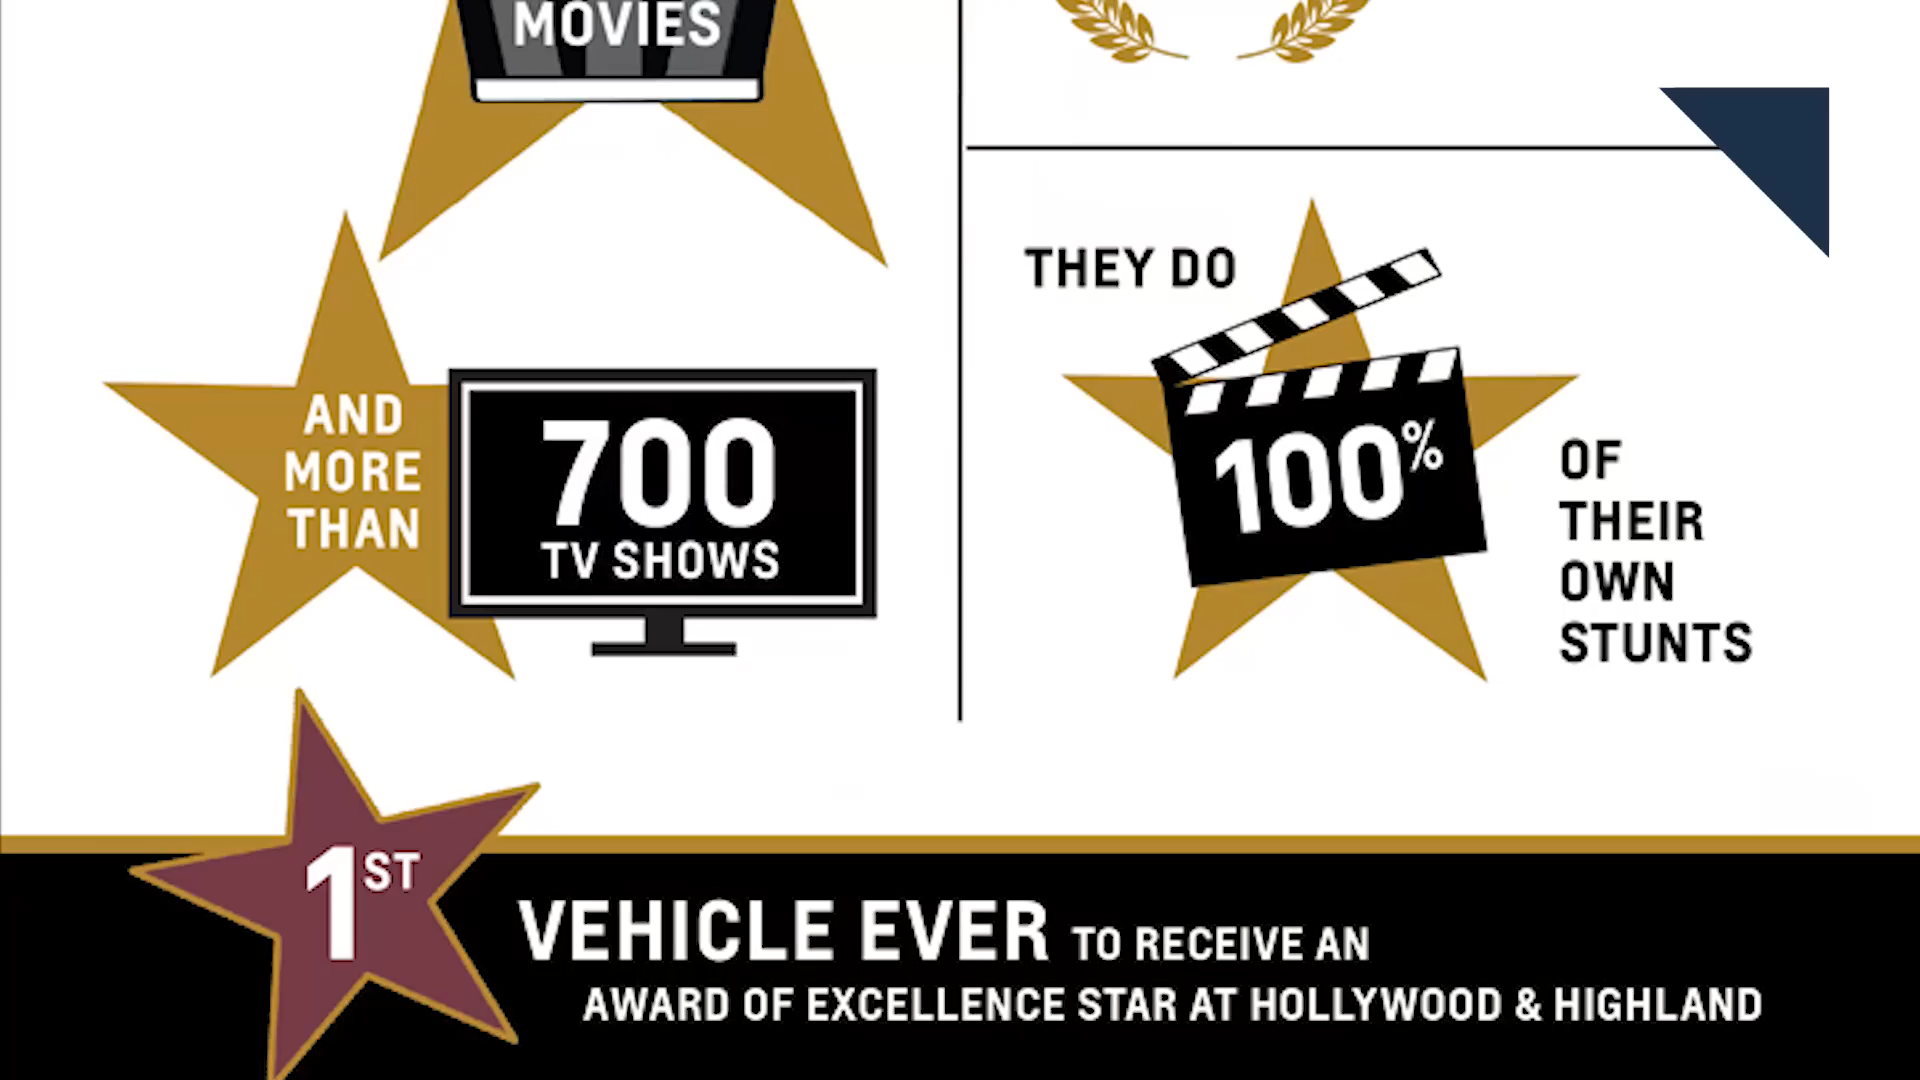 MOVIES
AND
MORE
THAN
700
TV SHOWS
THEY DO
100%
OF
THEIR
OWN
STUNTS
1ST
VEHICLE EVER TO RECEIVE AN
AWARD OF EXCELLENCE STAR AT HOLLYWOOD & HIGHLAND